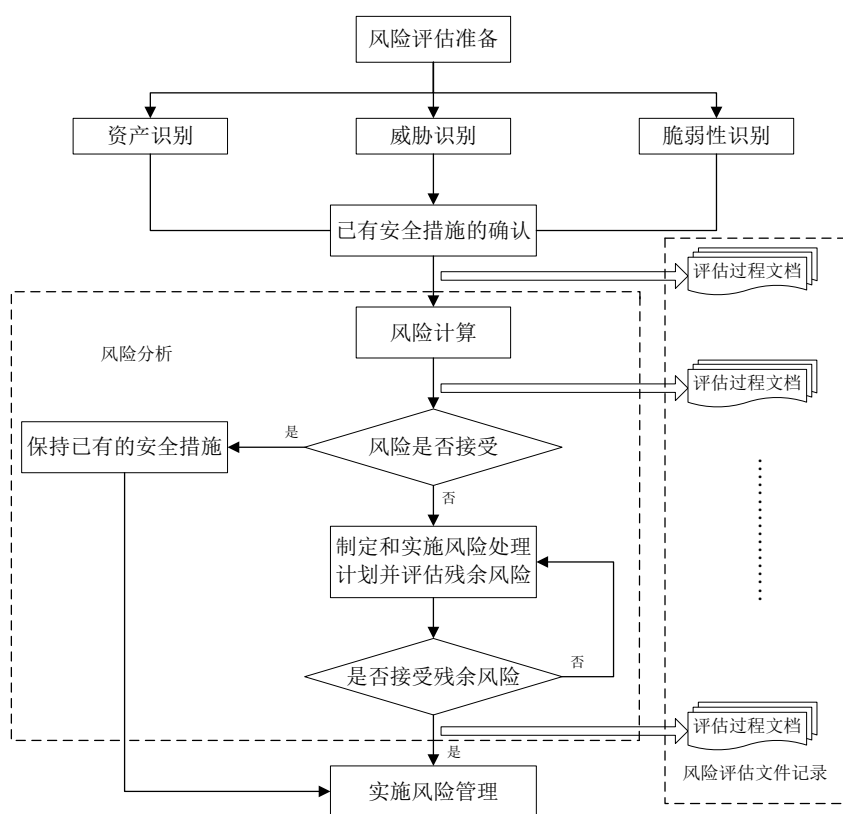 风险评估准备
资产识别
威胁识别
脆弱性识别
已有安全措施的确认
评估过程文档
风险计算
风险分析
评估过程文档
保持已有的安全措施
是
风险是否接受
否
制定和实施风险处理
计划并评估残余风险
是否接受残余风险
否
评估过程文档
是
风险评估文件记录
实施风险管理